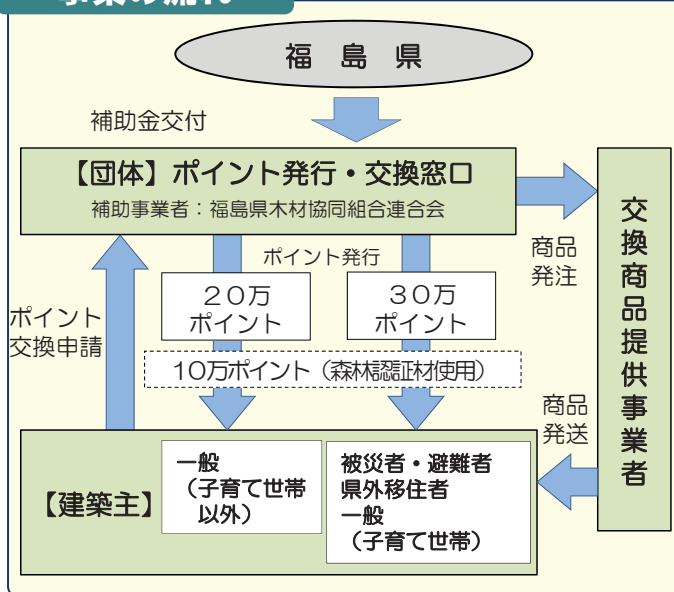 事業の流れ
福島県
補助金交付
【団体】ポイント発行・交換窓口
補助事業者：福島県木材協同組合連合会
ポイント発行
２０万
ポイント
３０万
ポイント
１０万ポイント（森林認証材使用）
ポイント
交換申請
商品
発注
交換商品提供事業者
商品
発送
【建築主】
一般
（子育て世帯
以外）
被災者・避難者
県外移住者
一般
（子育て世帯）